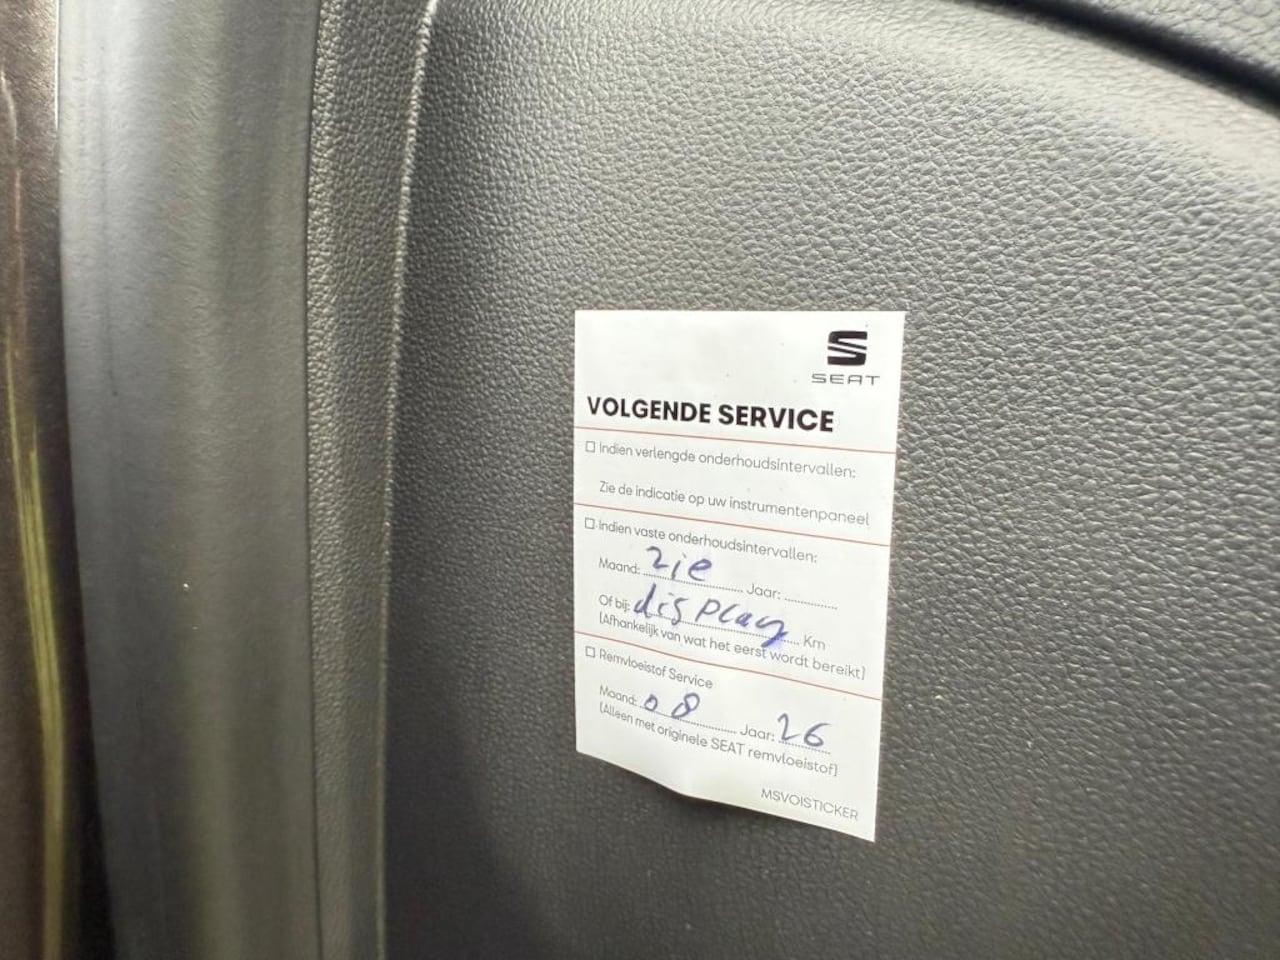 SEAT
VOLGENDE SERVICE
Indien verlengde onderhoudsintervallen:
Zie de indicatie op uw instrumentenpaneel
Indien vaste onderhoudsintervallen:
Maand: zie Jaar:
Of bij: display Km
(Afhankelijk van wat het eerst wordt bereikt)
Remvloeistof Service
Maand: 08 Jaar: 26
(Alleen met originele SEAT remvloeistof)
MSVOISTICKER